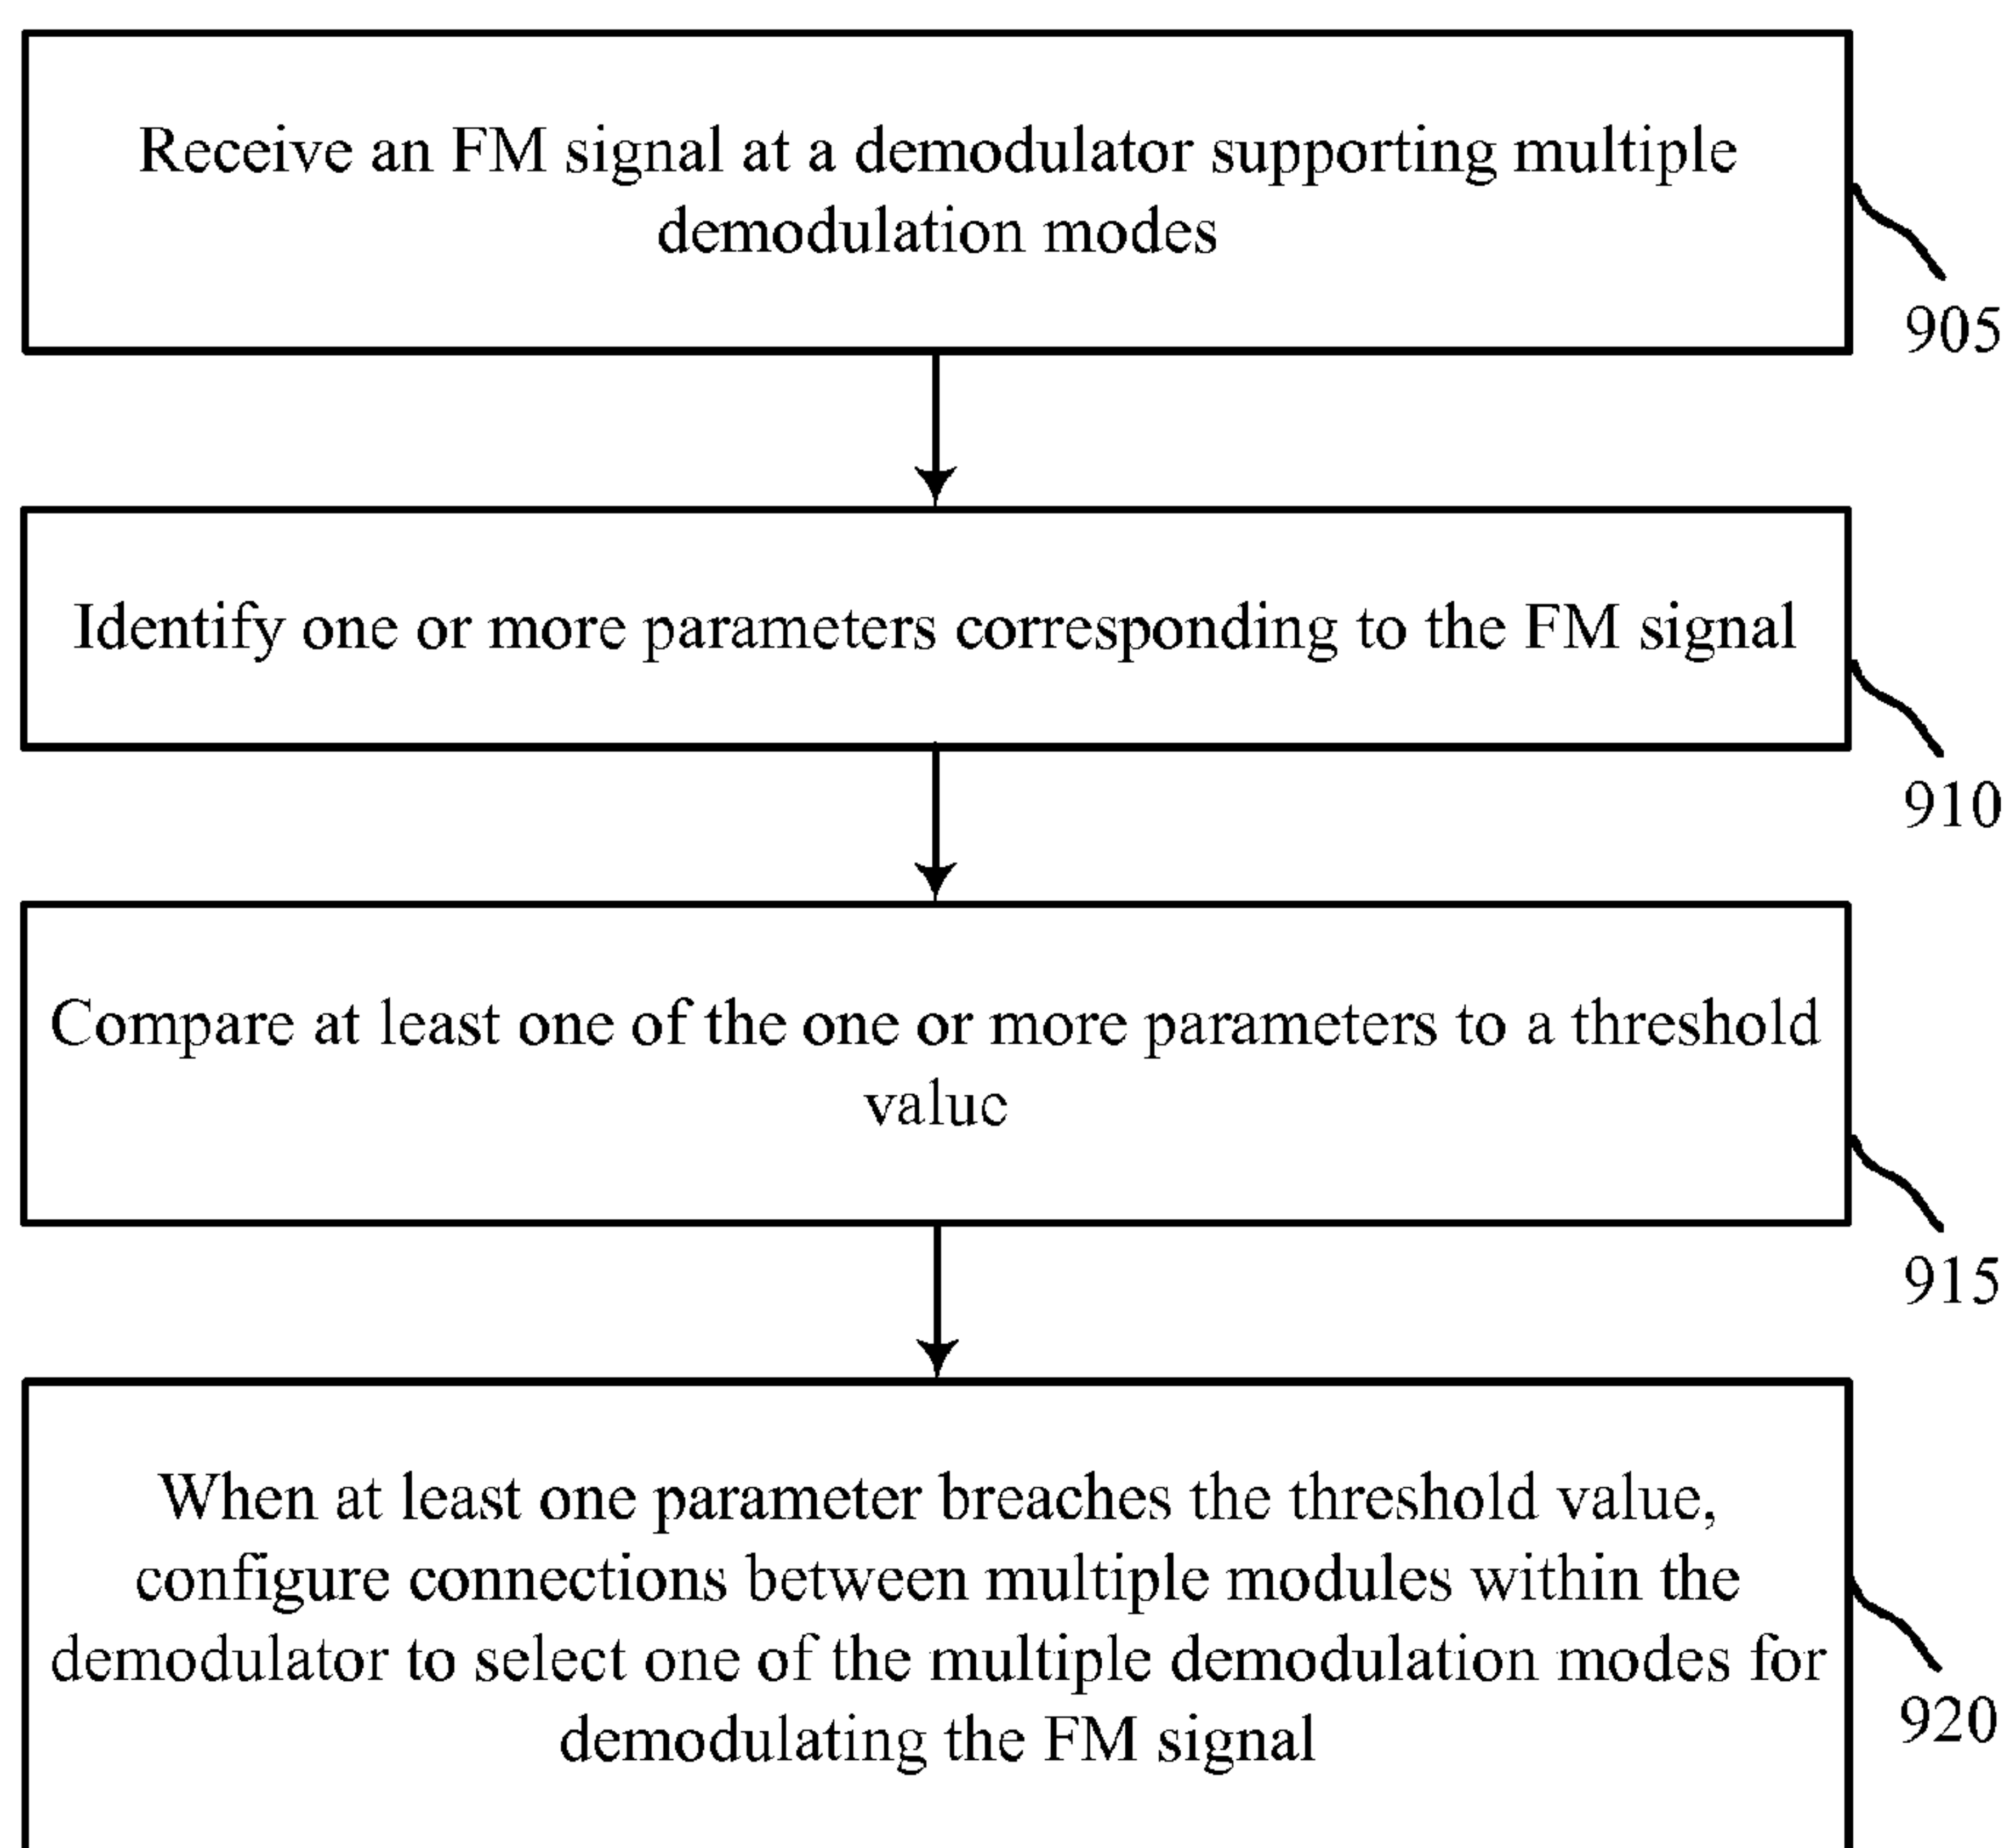 Receive an FM signal at a demodulator supporting multiple
demodulation modes
905
Identify one or more parameters corresponding to the FM signal
910
Compare at least one of the one or more parameters to a threshold
value
915
When at least one parameter breaches the threshold value,
configure connections between multiple modules within the
demodulator to select one of the multiple demodulation modes for
demodulating the FM signal
920